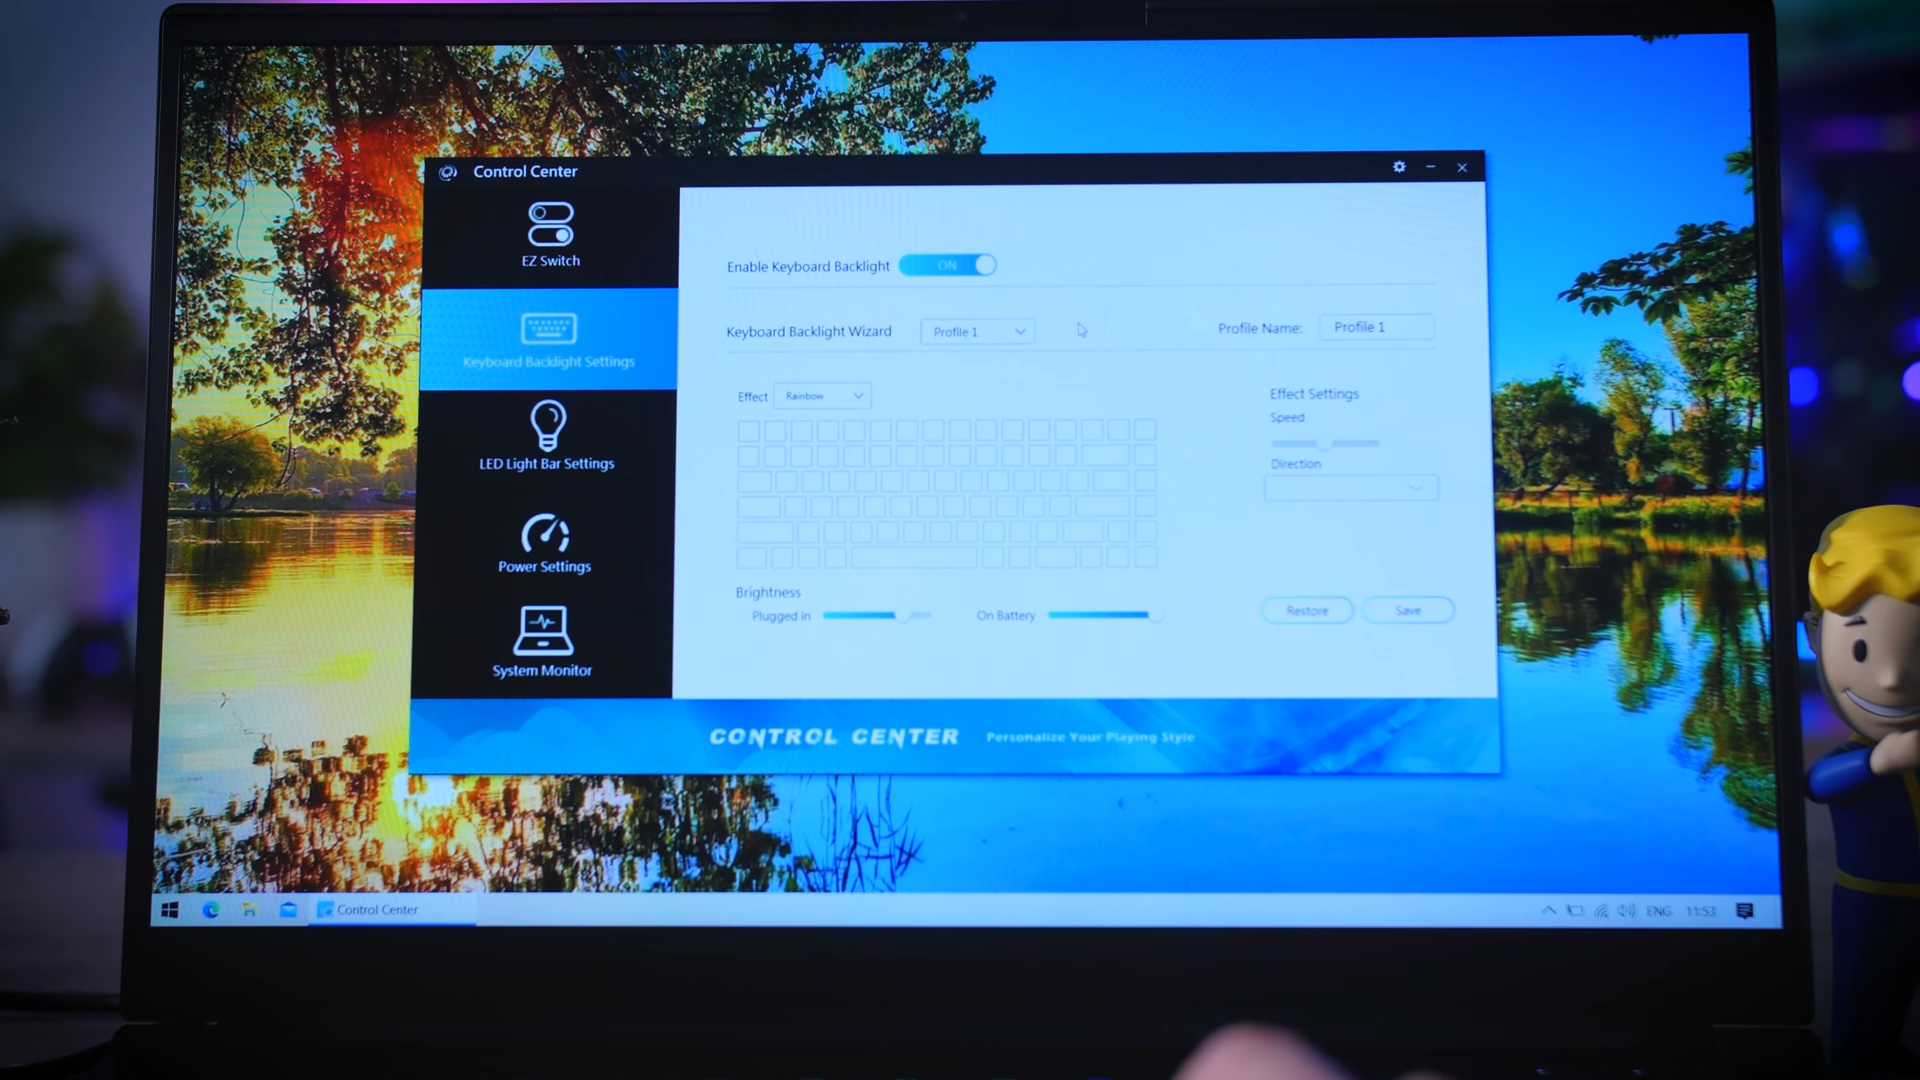 Control Center
EZ Switch
Keyboard Backlight Settings
LED Light Bar Settings
Power Settings
System Monitor
Enable Keyboard Backlight ON
Keyboard Backlight Wizard Profile 1 Profile Name: Profile 1
Effect Rainbow
Effect Settings
Speed
Direction
Brightness
Plugged in On Battery
Restore Save
CONTROL CENTER Personalize Your Playing Style
Control Center ENG 11:53